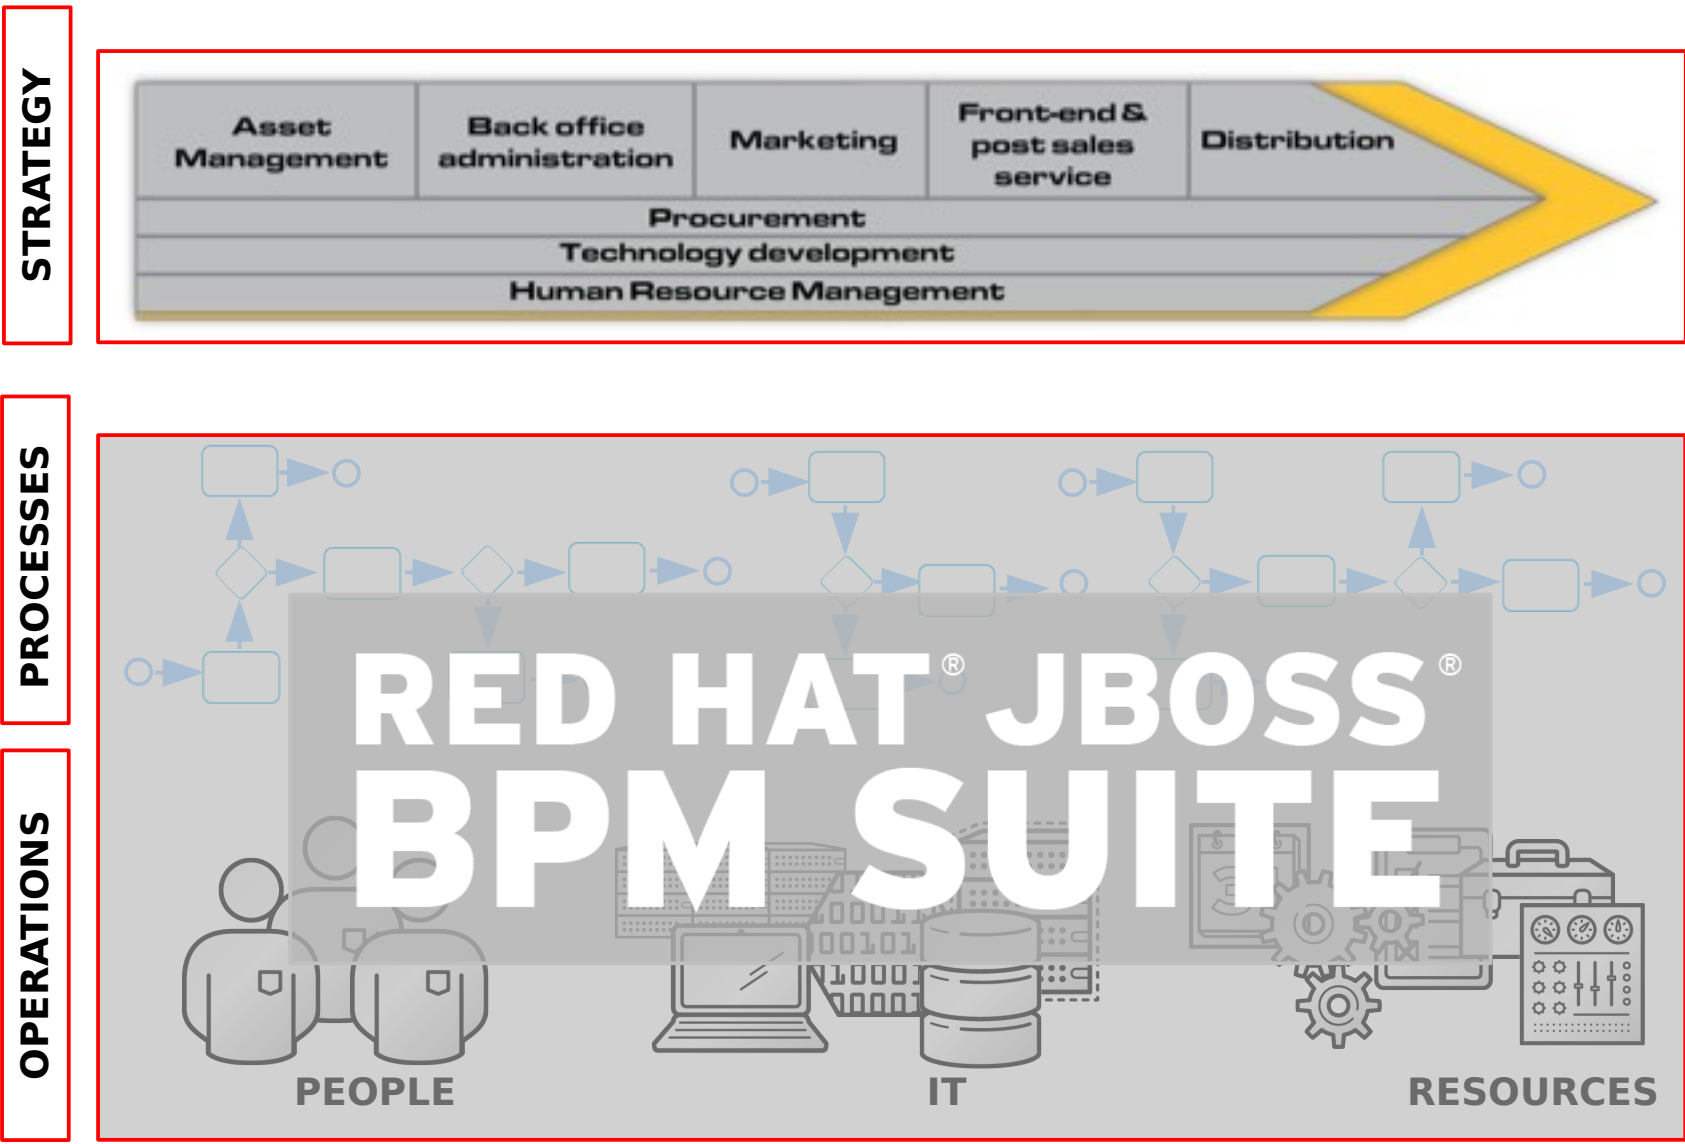 STRATEGY
Asset
Management
Back office
administration
Marketing
Front-end &
post sales
service
Distribution
Procurement
Technology development
Human Resource Management
PROCESSES
RED HAT® JBOSS®
BPM SUITE
OPERATIONS
PEOPLE
IT
RESOURCES